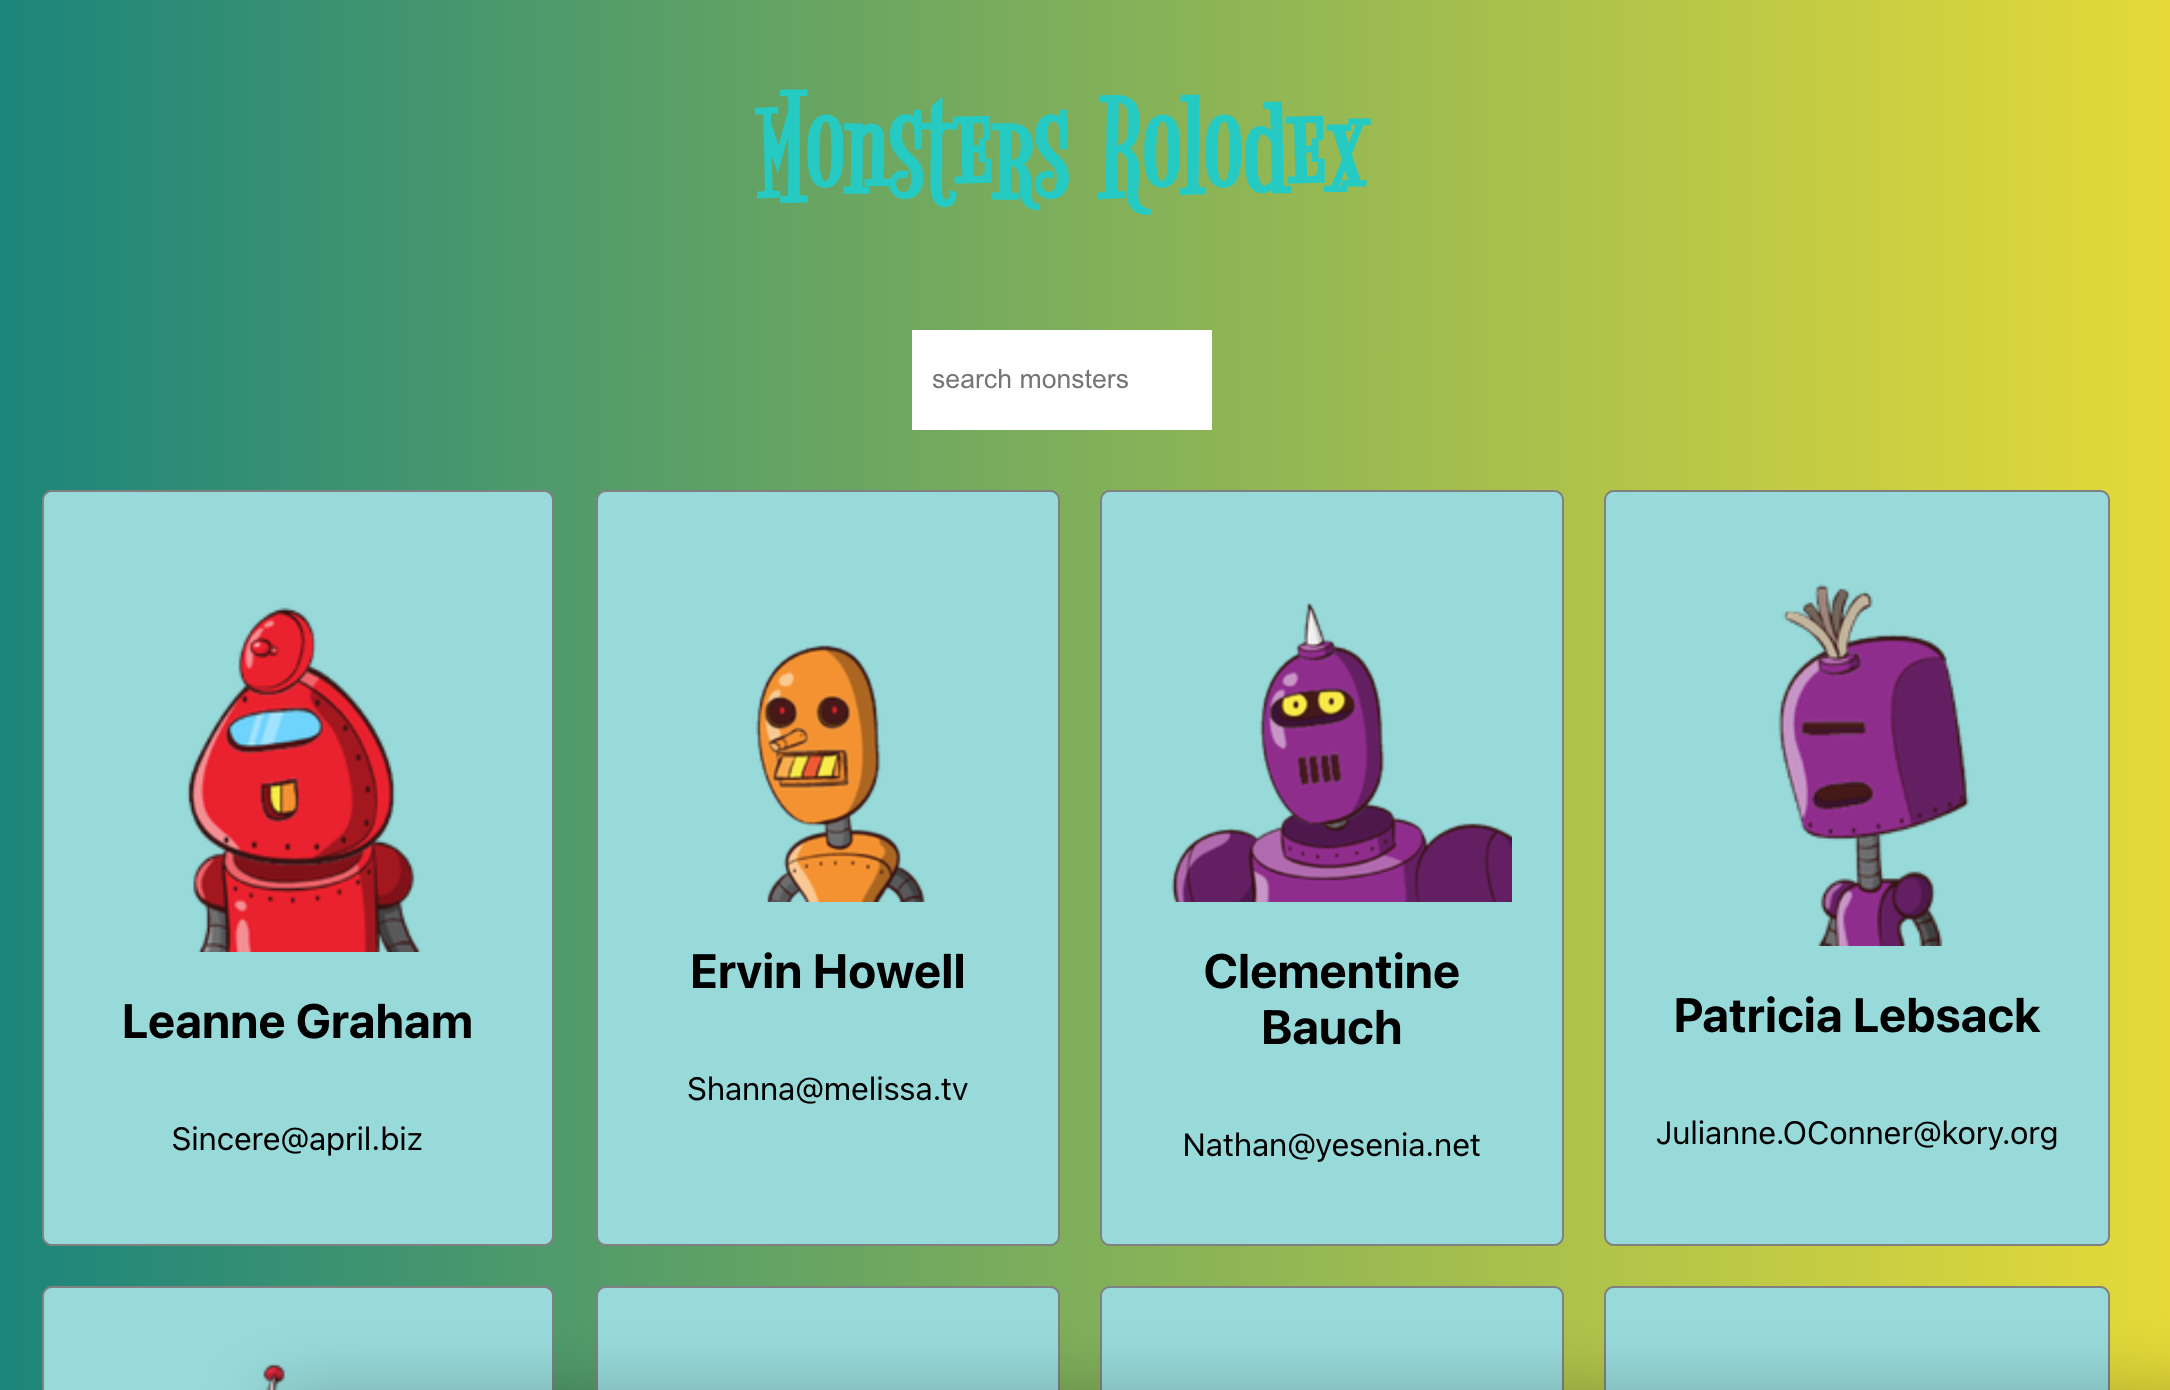 Monsters Rolodex
search monsters
Leanne Graham
Sincere@april.biz
Ervin Howell
Shanna@melissa.tv
Clementine
Bauch
Nathan@yesenia.net
Patricia Lebsack
Julianne.OConner@kory.org